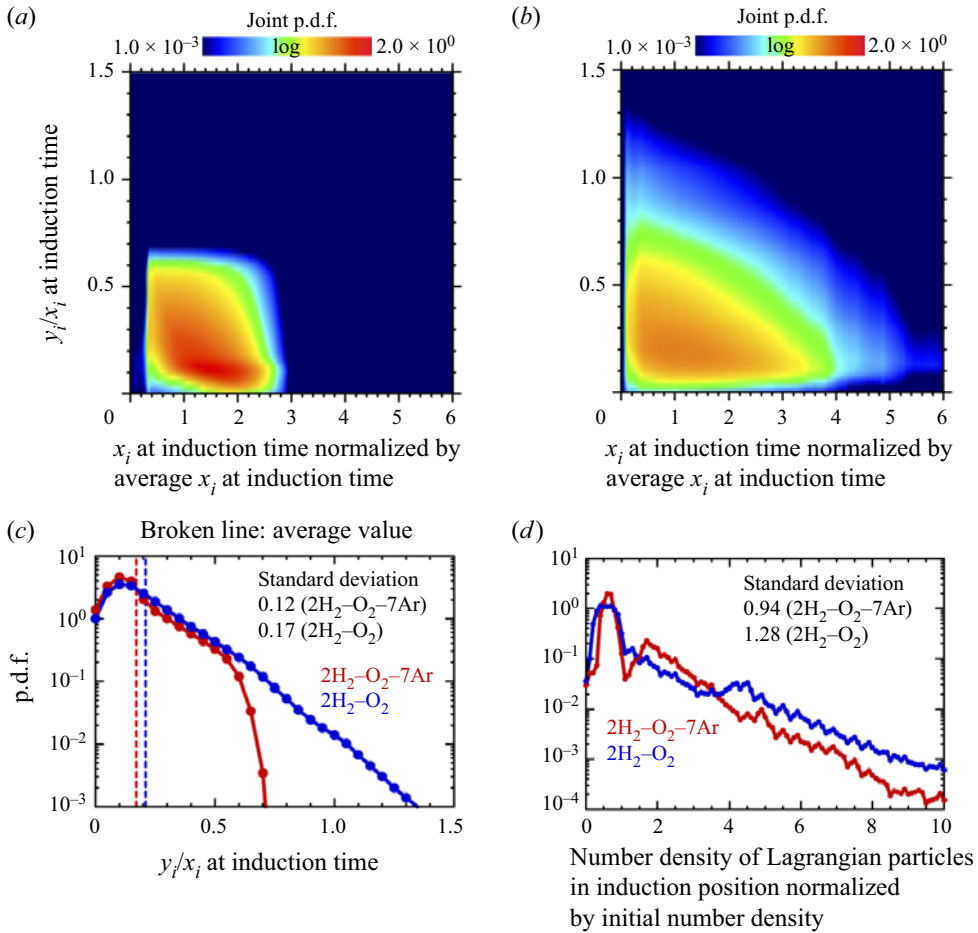 (a)
Joint p.d.f.
1.0 × 10⁻³ log 2.0 × 10⁰
1.5
1.0
0.5
0 1 2 3 4 5 6
yᵢ/xᵢ at induction time
xᵢ at induction time normalized by
average xᵢ at induction time
(b)
Joint p.d.f.
1.0 × 10⁻³ log 2.0 × 10⁰
1.5
1.0
0.5
0 1 2 3 4 5 6
xᵢ at induction time normalized by
average xᵢ at induction time
(c)
Broken line: average value
10¹
10⁰
10⁻¹
10⁻²
10⁻³
p.d.f.
Standard deviation
0.12 (2H₂–O₂–7Ar)
0.17 (2H₂–O₂)
2H₂–O₂–7Ar
2H₂–O₂
0 0.5 1.0 1.5
yᵢ/xᵢ at induction time
(d)
10¹
10⁰
10⁻¹
10⁻²
10⁻³
10⁻⁴
Standard deviation
0.94 (2H₂–O₂–7Ar)
1.28 (2H₂–O₂)
2H₂–O₂–7Ar
2H₂–O₂
0 2 4 6 8 10
Number density of Lagrangian particles
in induction position normalized
by initial number density